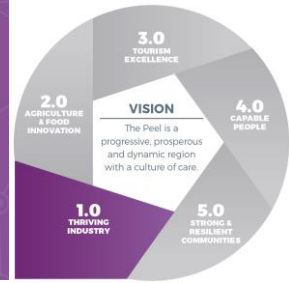 3.0
TOURISM
EXCELLENCE
2.0
AGRICULTURE
& FOOD
INNOVATION
VISION
The Peel is a
progressive, prosperous
and dynamic region
with a culture of care.
4.0
CAPABLE
PEOPLE
1.0
THRIVING
INDUSTRY
5.0
STRONG &
RESILIENT
COMMUNITIES